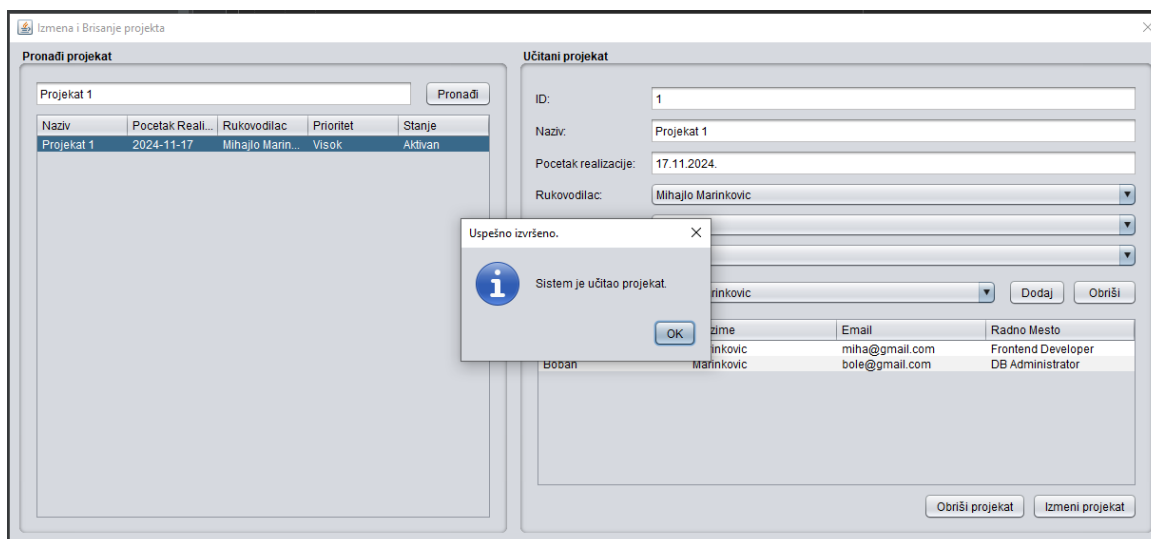 Izmena i Brisanje projekta
Pronađi projekat
Projekat 1
Pronađi
Naziv Pocetak Reali... Rukovodilac Prioritet Stanje
Projekat 1 2024-11-17 Mihajlo Marin... Visok Aktivan
Učitani projekat
ID: 1
Naziv: Projekat 1
Pocetak realizacije: 17.11.2024.
Rukovodilac: Mihajlo Marinkovic
rinkovic Dodaj Obriši
zime Email Radno Mesto
inkovic miha@gmail.com Frontend Developer
Boban Marinkovic bole@gmail.com DB Administrator
Obriši projekat Izmeni projekat
Uspešno izvršeno.
Sistem je učitao projekat.
OK